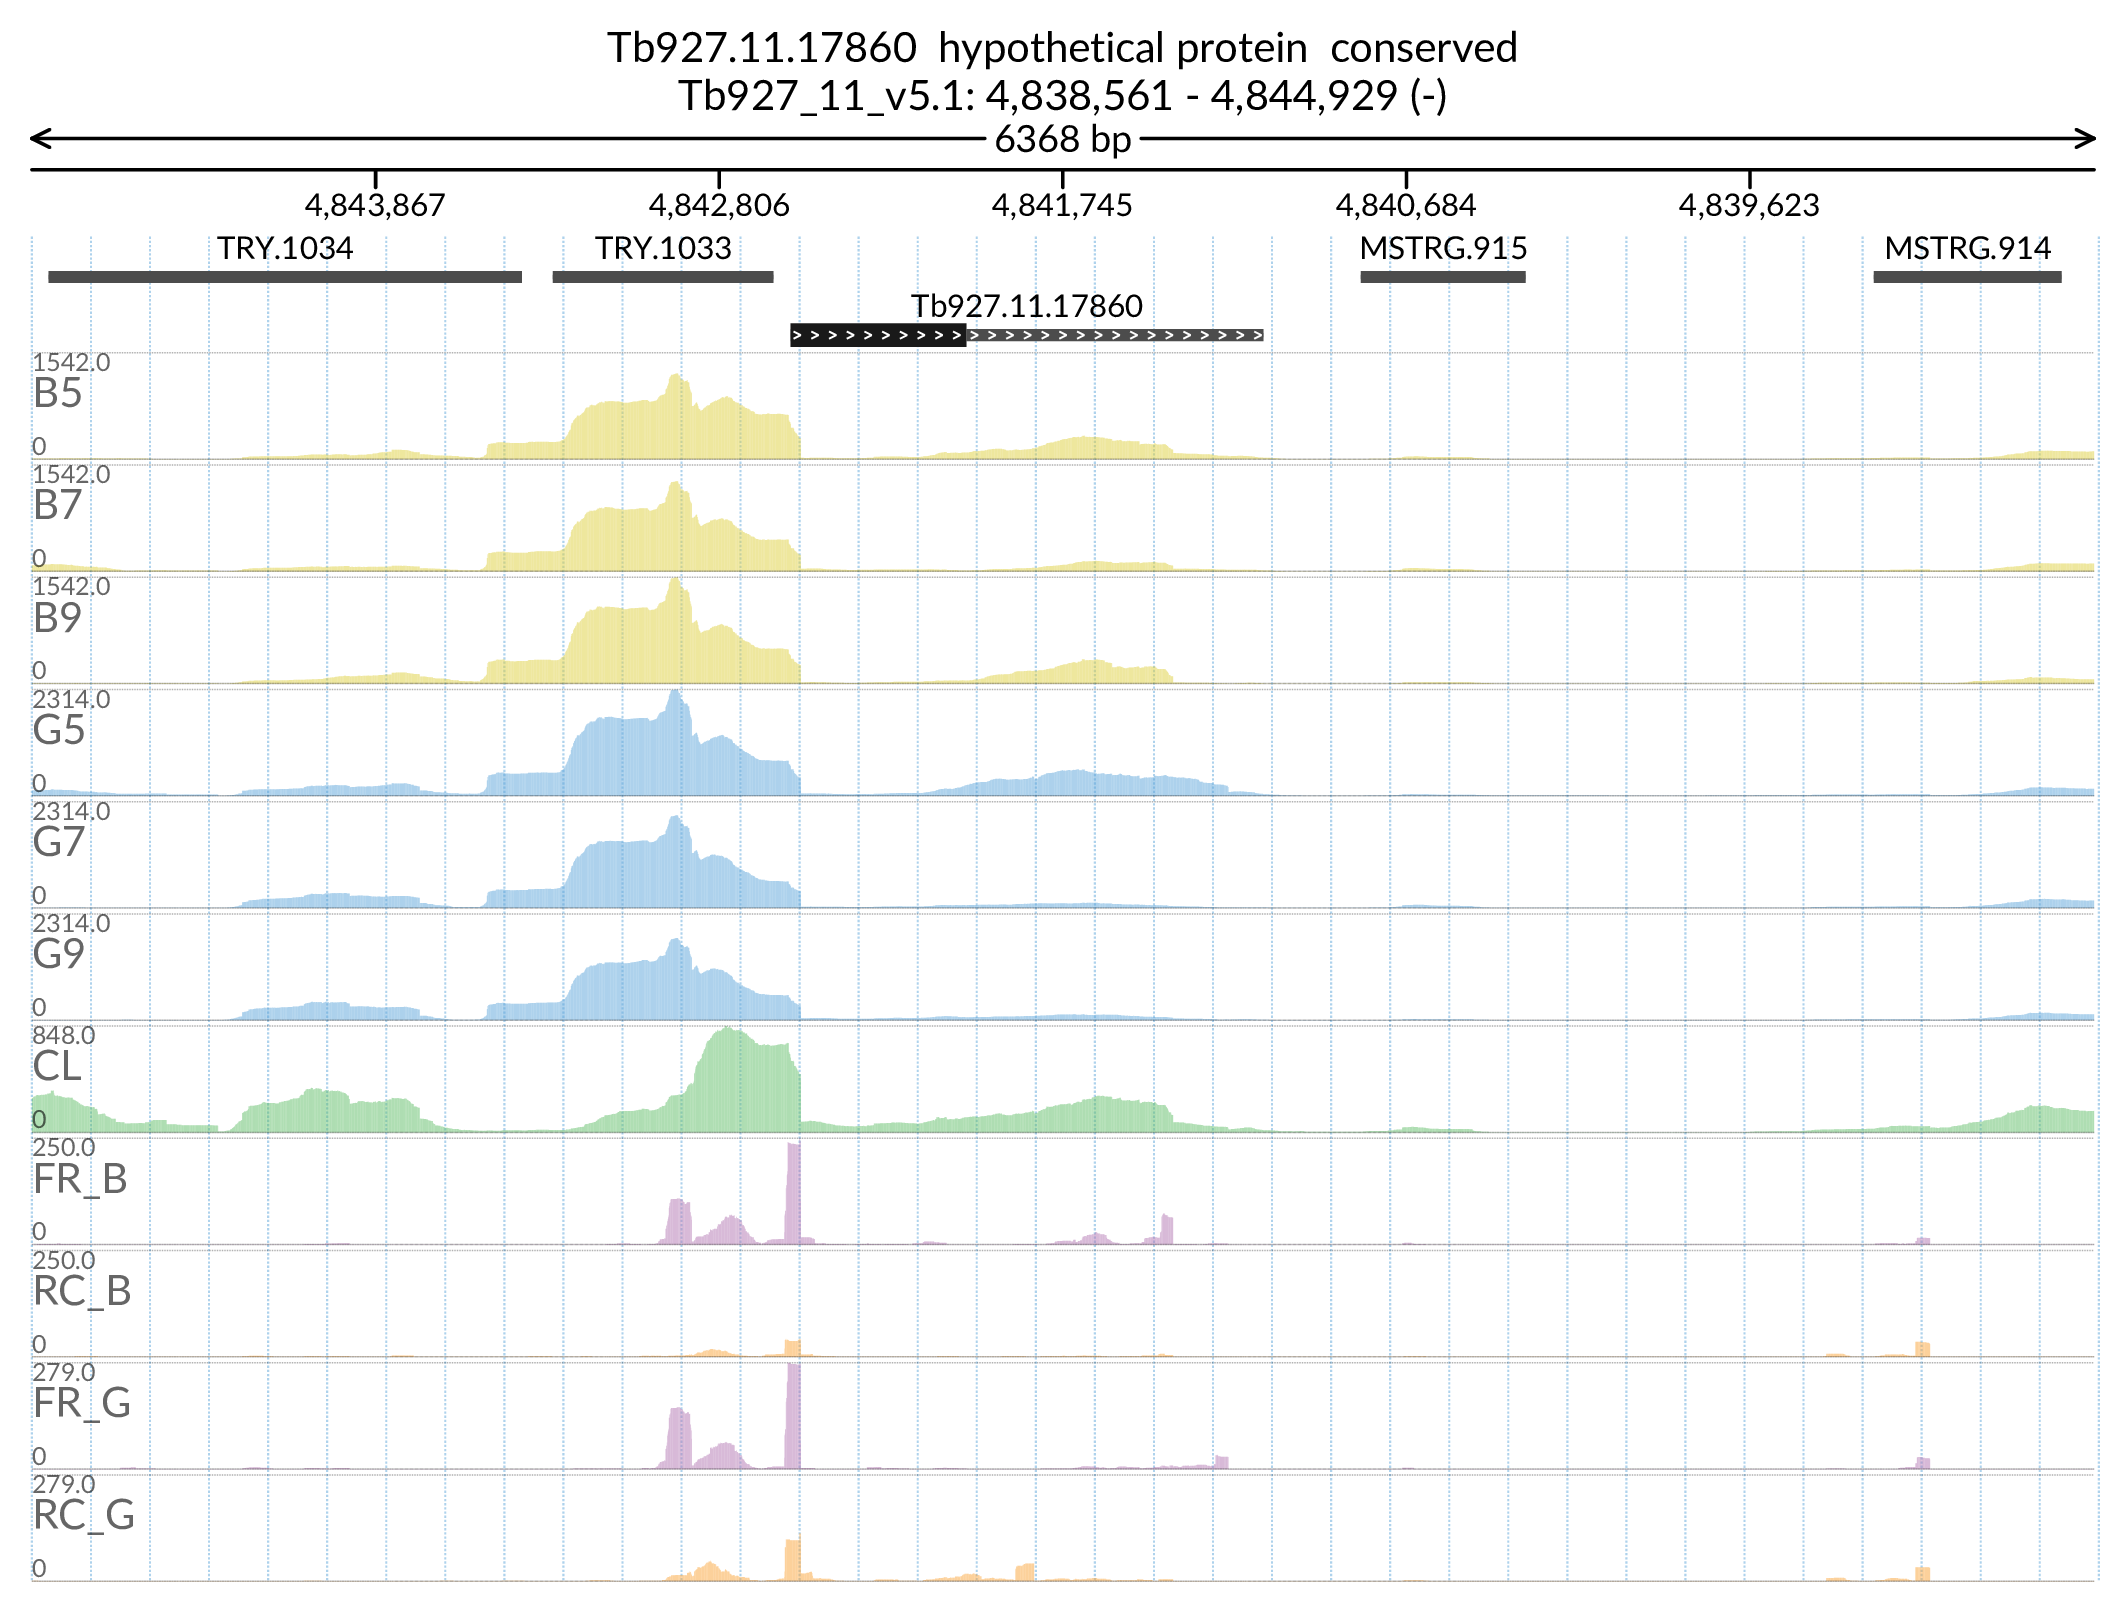 Tb927.11.17860 hypothetical protein conserved
Tb927_11_v5.1: 4,838,561 - 4,844,929 (-)
6368 bp
4,843,867 4,842,806 4,841,745 4,840,684 4,839,623
TRY.1034 TRY.1033 MSTRG.915 MSTRG.914
Tb927.11.17860
1542.0
B5
0
1542.0
B7
0
1542.0
B9
0
2314.0
G5
0
2314.0
G7
0
2314.0
G9
0
848.0
CL
0
250.0
FR_B
0
250.0
RC_B
0
279.0
FR_G
0
279.0
RC_G
0